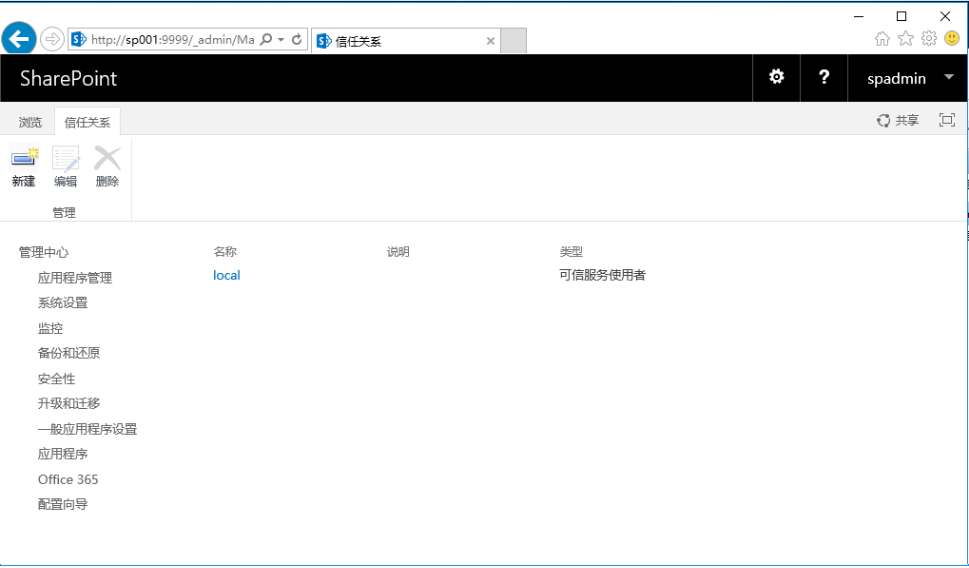 http://sp001:9999/_admin/Ma
信任关系
SharePoint
?
spadmin
浏览
信任关系
共享
新建
编辑
删除
管理
管理中心
名称
说明
类型
应用程序管理
local
可信服务使用者
系统设置
监控
备份和还原
安全性
升级和迁移
一般应用程序设置
应用程序
Office 365
配置向导